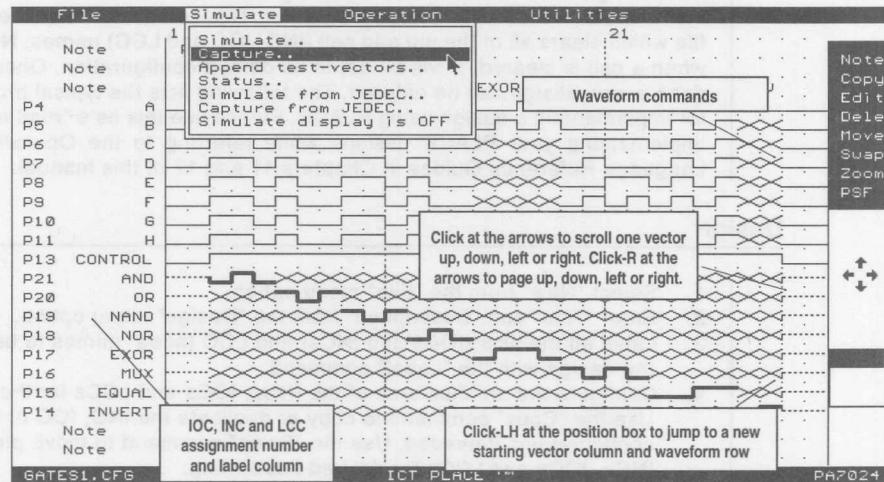 File Simulate Operation Utilities
1 21
Note
Note
Note
Simulate..
Capture...
Append test-vectors.
Simulate to JEDEC..
Capture from JEDEC..
Simulate display is OFF
EXOR
Waveform commands
Note
Copy
Edit
Dele
Move
Swap
Zoom
PSF
P4 A
P5
P6
P7 D
P8 E
P9 F
P10 G
P11 H
P13 CONTROL
P21 AND
P20 OR
P19 NAND
P18 NOR
P17 EXOR
P16 MUX
P15 EQUAL
P14 INVERT
Note
Note
Click at the arrows to scroll one vector
up, down, left or right. Click-R at the
arrows to page up, down, left or right.
IOC, INC and LCC
assignment number
and label column
Click-LH at this position to to jump to a new
starting vector column and waveform row
GATES1.CFG ICT PLACE ™ PA7024